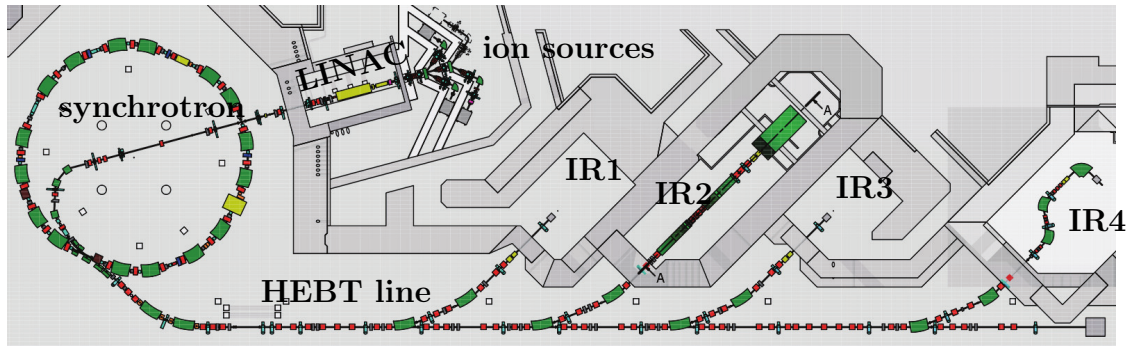 LINAC
ion sources
synchrotron
A
IR1
IR2
IR3
IR4
A
HEBT line